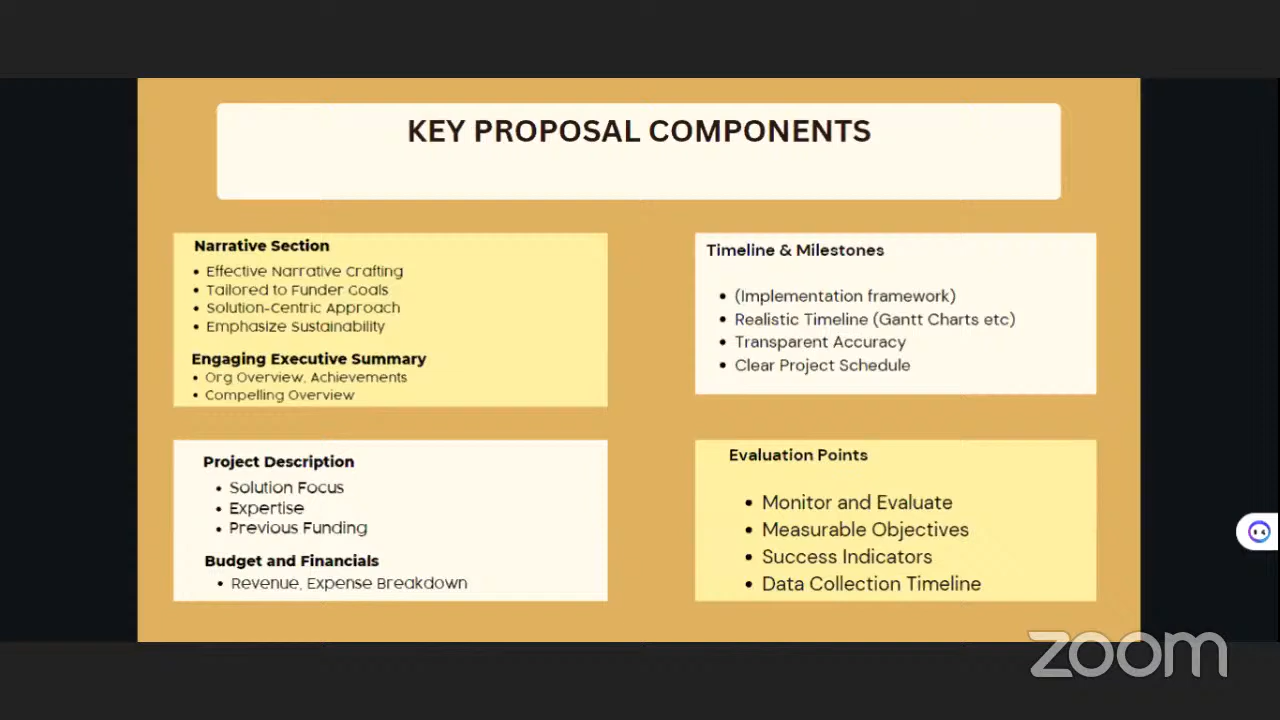 KEY PROPOSAL COMPONENTS
Narrative Section
• Effective Narrative Crafting
• Tailored to Funder Goals
• Solution-Centric Approach
• Emphasize Sustainability
Engaging Executive Summary
• Org Overview, Achievements
• Compelling Overview
Project Description
• Solution Focus
• Expertise
• Previous Funding
Budget and Financials
• Revenue, Expense Breakdown
Timeline & Milestones
• (Implementation framework)
• Realistic Timeline (Gantt Charts etc)
• Transparent Accuracy
• Clear Project Schedule
Evaluation Points
• Monitor and Evaluate
• Measurable Objectives
• Success Indicators
• Data Collection Timeline
zoom